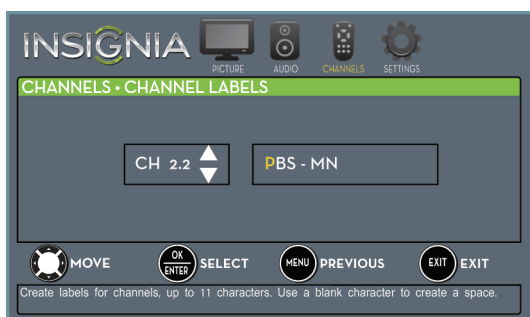 INSIGNIA
PICTURE AUDIO CHANNELS SETTINGS
CHANNELS • CHANNEL LABELS
CH 2.2 PBS - MN
MOVE OK ENTER SELECT MENU PREVIOUS EXIT EXIT
Create labels for channels, up to 11 characters. Use a blank character to create a space.